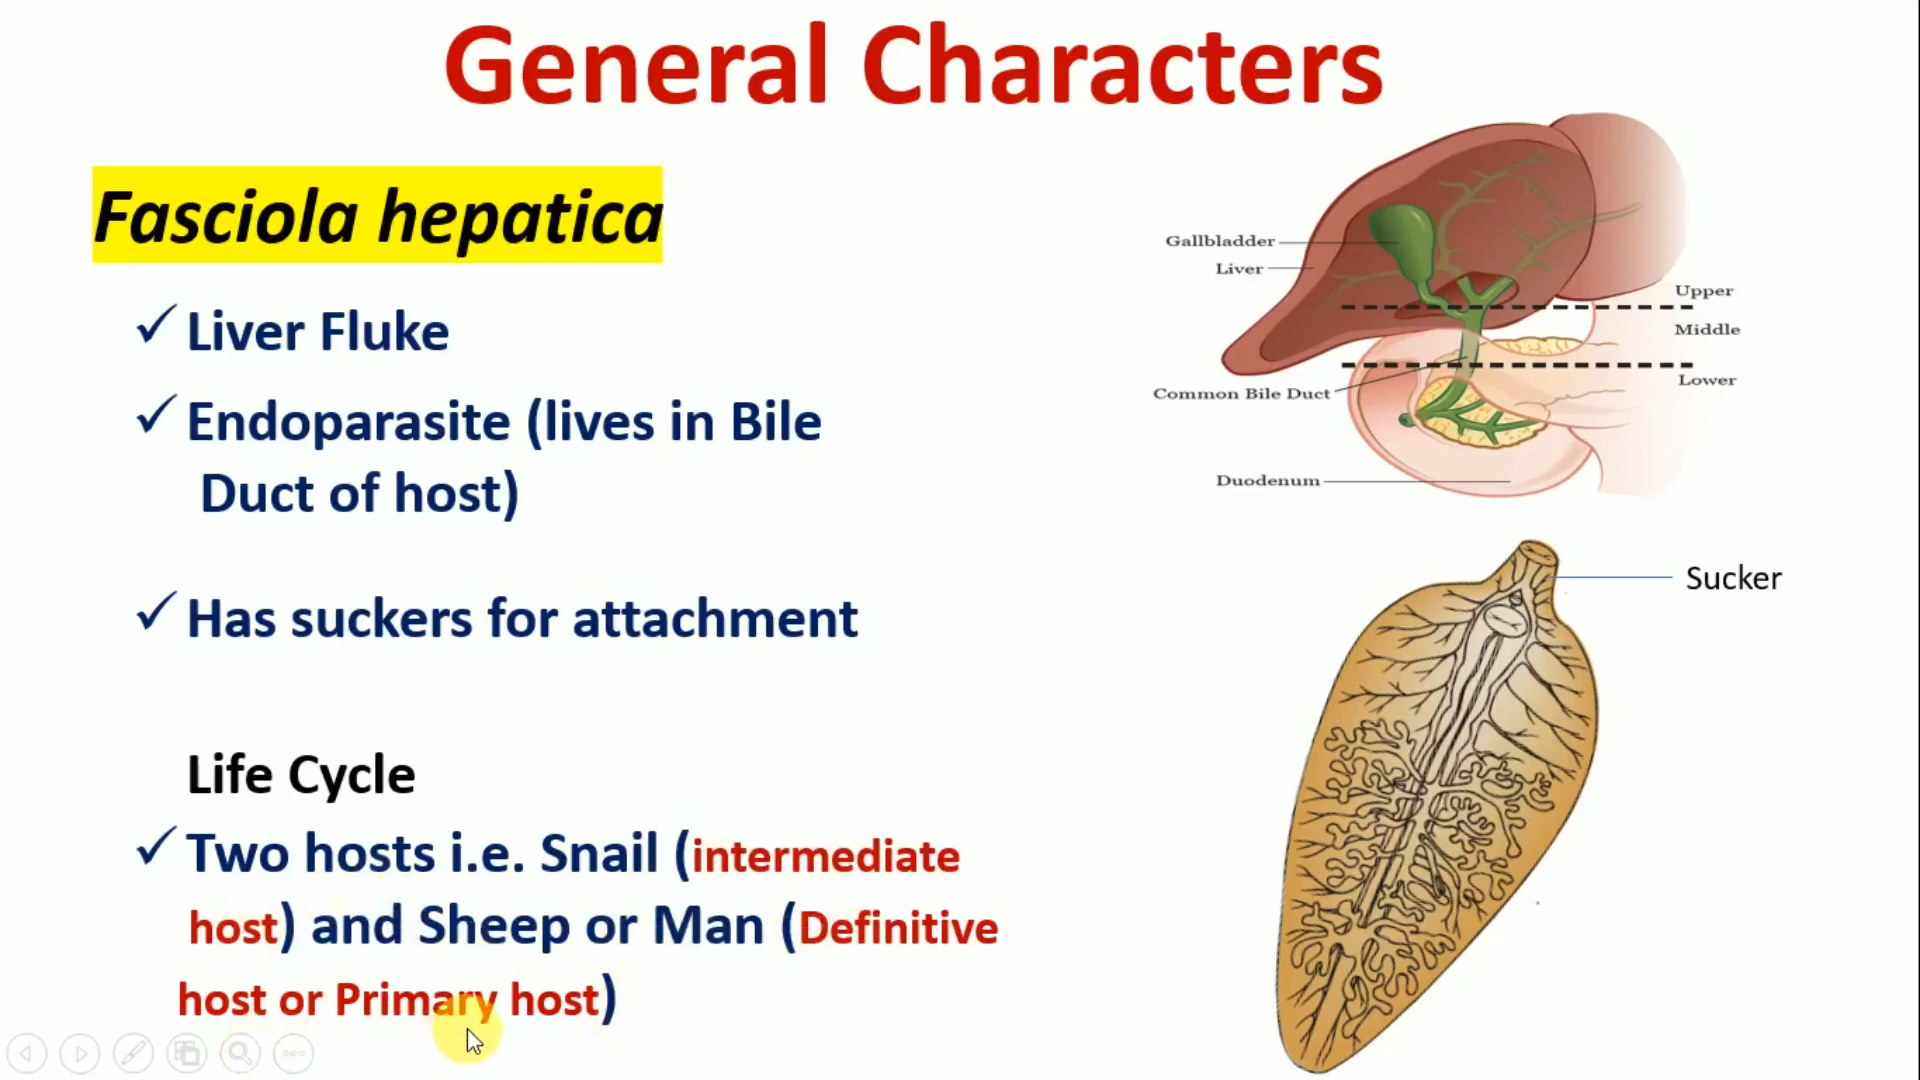 General Characters
Fasciola hepatica
✓ Liver Fluke
✓ Endoparasite (lives in Bile
Duct of host)
✓ Has suckers for attachment
Life Cycle
✓ Two hosts i.e. Snail (intermediate
host) and Sheep or Man (Definitive
host or Primary host)
Gallbladder
Liver
Upper
Middle
Lower
Common Bile Duct
Duodenum
Sucker